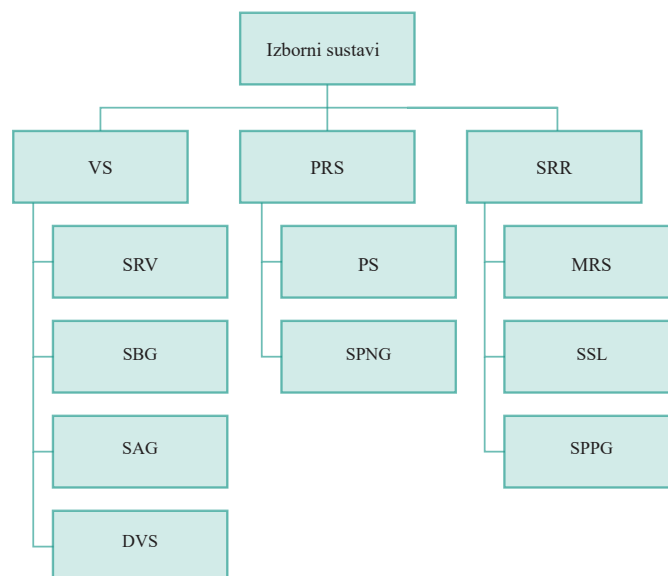 Izborni sustavi
VS
PRS
SRR
SRV
PS
MRS
SBG
SPNG
SSL
SAG
SPPG
DVS